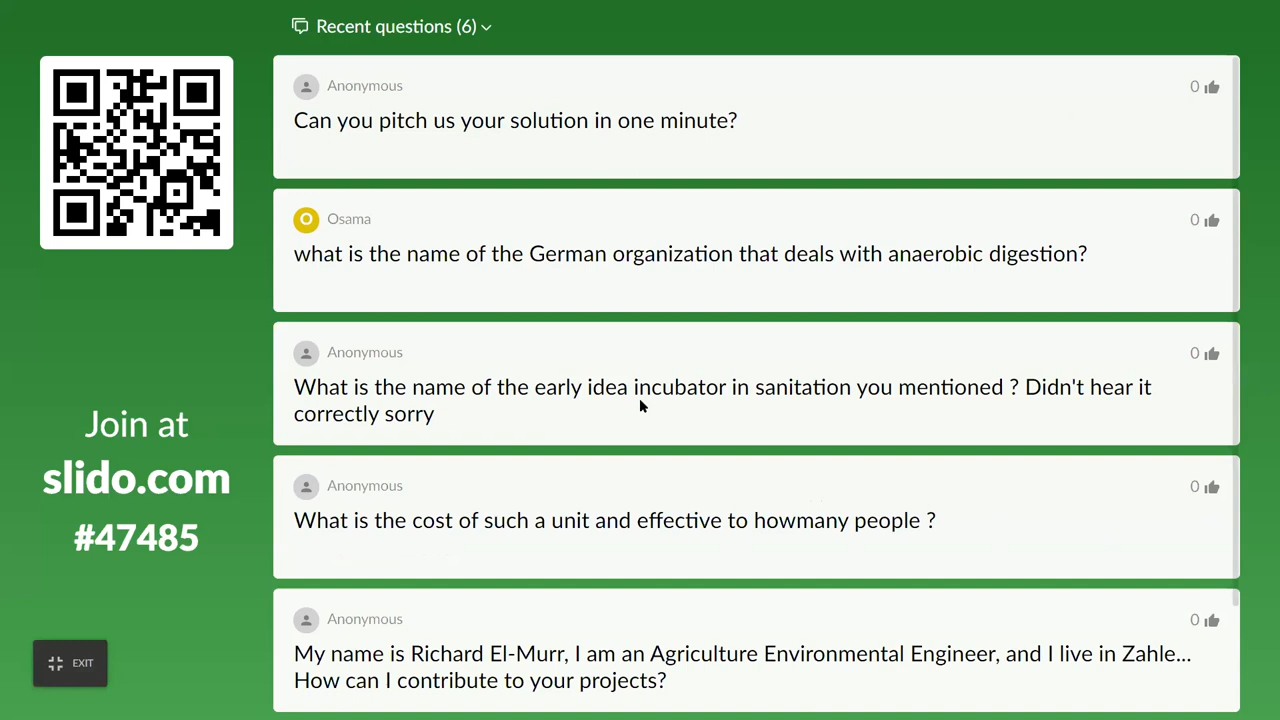 Recent questions (6)
Anonymous
0
Can you pitch us your solution in one minute?
O
Osama
0
what is the name of the German organization that deals with anaerobic digestion?
Anonymous
0
What is the name of the early idea incubator in sanitation you mentioned ? Didn't hear it
correctly sorry
Anonymous
0
What is the cost of such a unit and effective to howmany people ?
Anonymous
0
My name is Richard El-Murr, I am an Agriculture Environmental Engineer, and I live in Zahle...
How can I contribute to your projects?
Join at
slido.com
#47485
EXIT